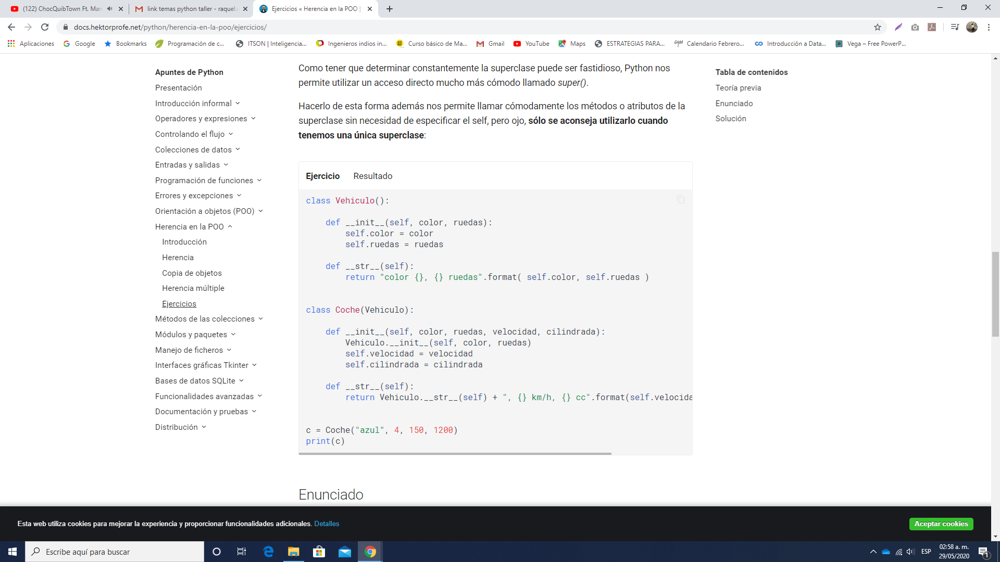 (122) ChocQuibTown Ft. Man
link temas python taller - raquel.r
Ejercicios « Herencia en la POO |
docs.hektorprofe.net/python/herencia-en-la-poo/ejercicios/
Aplicaciones
Google
Bookmarks
Programación de c...
ITSON | Inteligencia...
Ingenieros indios in...
Curso básico de Ma...
Gmail
YouTube
Maps
ESTRATEGIAS PARA...
Calendario Febrero...
Introducción a Data...
Vega – Free PowerP...
Apuntes de Python
Presentación
Introducción informal
Operadores y expresiones
Controlando el flujo
Colecciones de datos
Entradas y salidas
Programación de funciones
Errores y excepciones
Orientación a objetos (POO)
Herencia en la POO
Introducción
Herencia
Copia de objetos
Herencia múltiple
Ejercicios
Métodos de las colecciones
Módulos y paquetes
Manejo de ficheros
Interfaces gráficas Tkinter
Bases de datos SQLite
Funcionalidades avanzadas
Documentación y pruebas
Distribución
Como tener que determinar constantemente la superclase puede ser fastidioso, Python nos
permite utilizar un acceso directo mucho más cómodo llamado super().
Hacerlo de esta forma además nos permite llamar cómodamente los métodos o atributos de la
superclase sin necesidad de especificar el self, pero ojo, sólo se aconseja utilizarlo cuando
tenemos una única superclase:
Ejercicio Resultado
class Vehiculo():
def __init__(self, color, ruedas):
self.color = color
self.ruedas = ruedas
def __str__(self):
return "color {}, {} ruedas".format( self.color, self.ruedas )
class Coche(Vehiculo):
def __init__(self, color, ruedas, velocidad, cilindrada):
Vehiculo.__init__(self, color, ruedas)
self.velocidad = velocidad
self.cilindrada = cilindrada
def __str__(self):
return Vehiculo.__str__(self) + ", {} km/h, {} cc".format(self.velocida
c = Coche("azul", 4, 150, 1200)
print(c)
Enunciado
Tabla de contenidos
Teoría previa
Enunciado
Solución
Esta web utiliza cookies para mejorar la experiencia y proporcionar funcionalidades adicionales. Detalles
Aceptar cookies
Escribe aquí para buscar
ESP
02:58 a. m.
29/05/2020
1